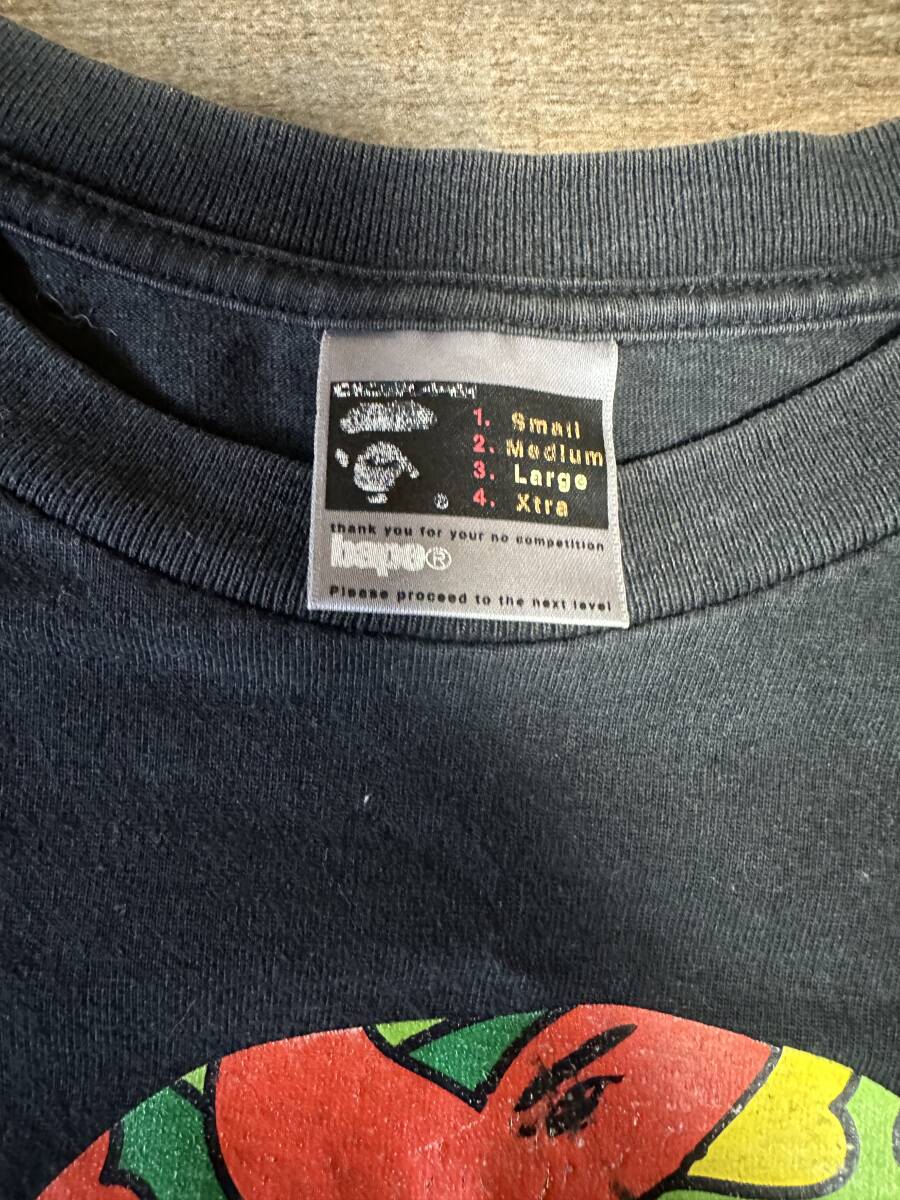 1. Small
2. Medium
3. Large
4. Xtra
®
thank you for your no competition
bape®
Please proceed to the next level